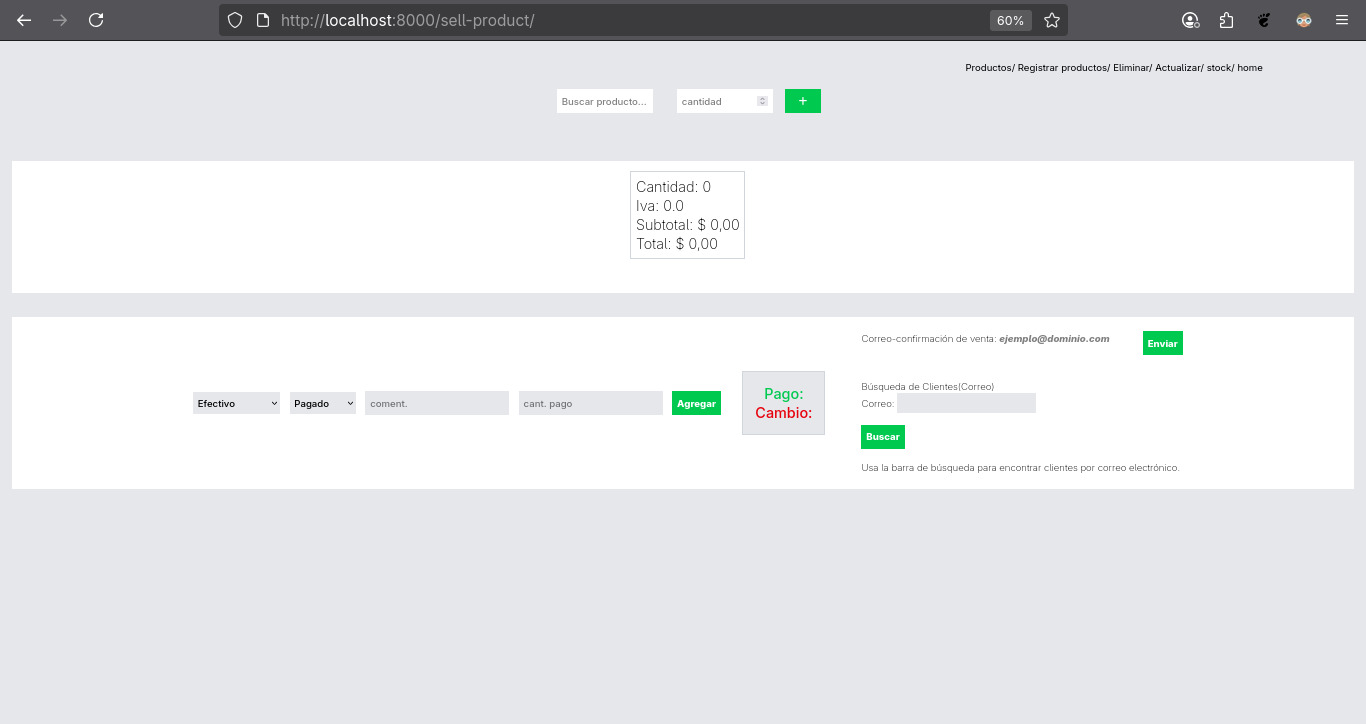 http://localhost:8000/sell-product/ 60%
Productos/ Registrar productos/ Eliminar/ Actualizar/ stock/ home
Buscar producto... cantidad +
Cantidad: 0
Iva: 0.0
Subtotal: $ 0,00
Total: $ 0,00
Efectivo Pagado coment. cant. pago Agregar
Pago:
Cambio:
Correo-confirmación de venta: ejemplo@dominio.com Enviar
Búsqueda de Clientes(Correo)
Correo:
Buscar
Usa la barra de búsqueda para encontrar clientes por correo electrónico.